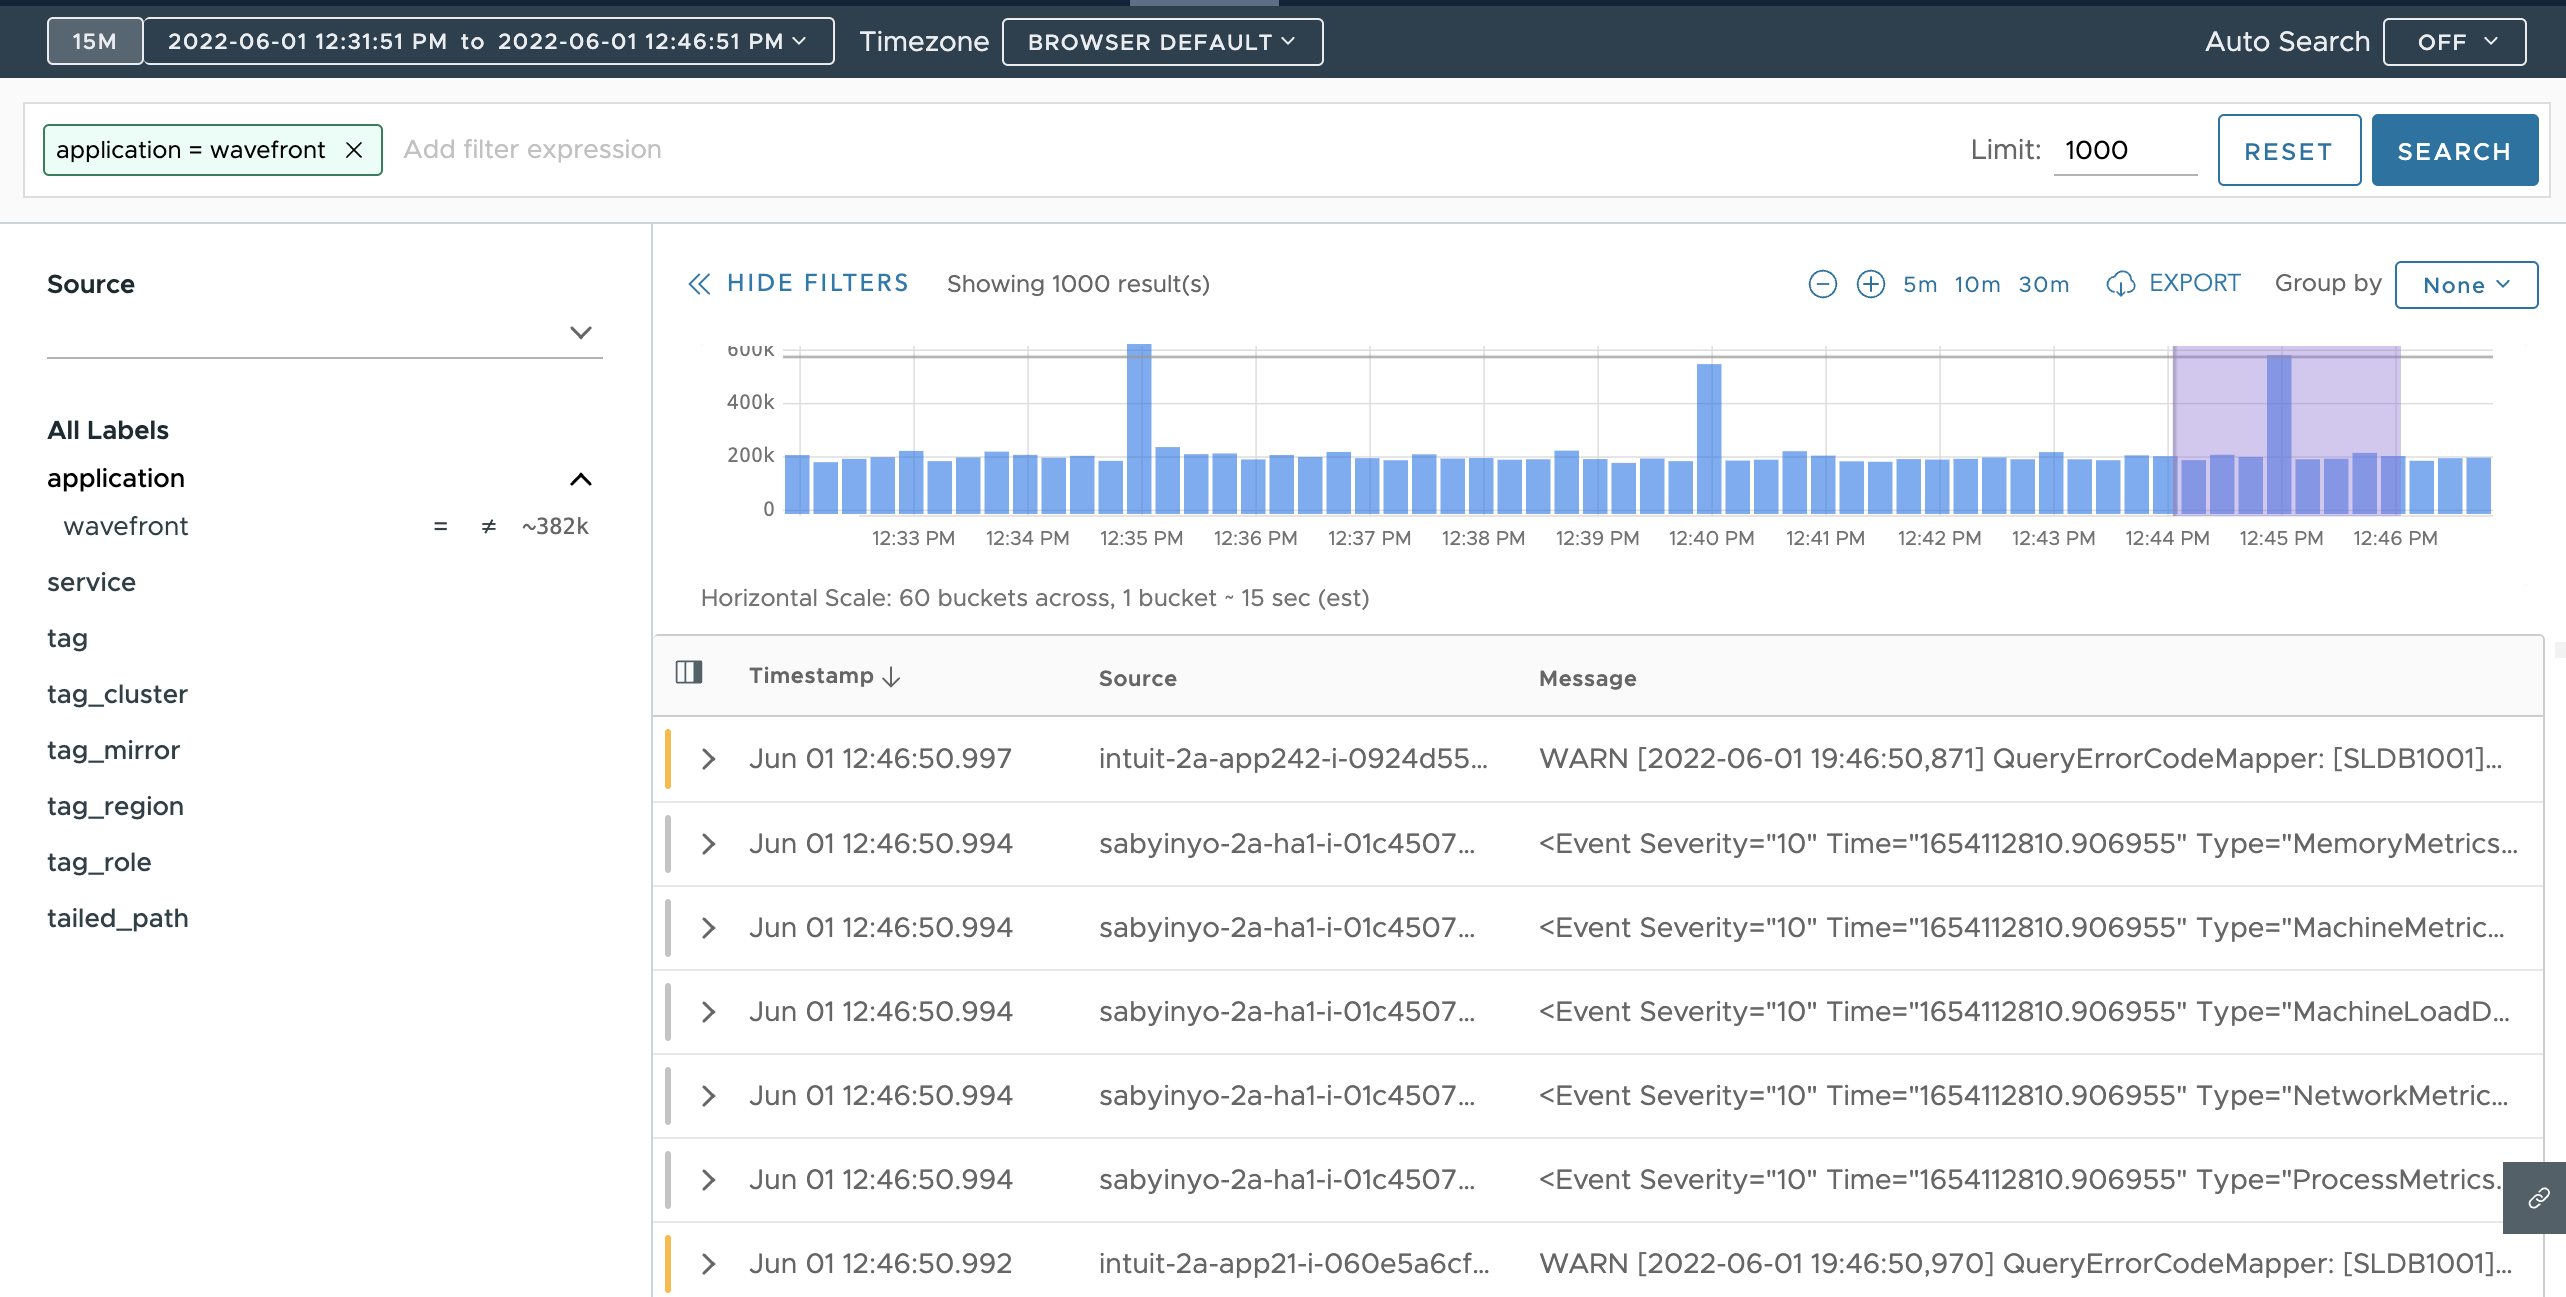 15M 2022-06-01 12:31:51 PM to 2022-06-01 12:46:51 PM Timezone BROWSER DEFAULT Auto Search OFF
application = wavefront Add filter expression Limit: 1000 RESET SEARCH
Source
All Labels
application
wavefront = ≠ ~382k
service
tag
tag_cluster
tag_mirror
tag_region
tag_role
tailed_path
HIDE FILTERS Showing 1000 result(s) 5m 10m 30m EXPORT Group by None
600k
400k
200k
0
12:33 PM 12:34 PM 12:35 PM 12:36 PM 12:37 PM 12:38 PM 12:39 PM 12:40 PM 12:41 PM 12:42 PM 12:43 PM 12:44 PM 12:45 PM 12:46 PM
Horizontal Scale: 60 buckets across, 1 bucket ~ 15 sec (est)
Timestamp Source Message
Jun 01 12:46:50.997 intuit-2a-app242-i-0924d55... WARN [2022-06-01 19:46:50,871] QueryErrorCodeMapper: [SLDB1001]...
Jun 01 12:46:50.994 sabyinyo-2a-ha1-i-01c4507... <Event Severity="10" Time="1654112810.906955" Type="MemoryMetrics...
Jun 01 12:46:50.994 sabyinyo-2a-ha1-i-01c4507... <Event Severity="10" Time="1654112810.906955" Type="MachineMetric...
Jun 01 12:46:50.994 sabyinyo-2a-ha1-i-01c4507... <Event Severity="10" Time="1654112810.906955" Type="MachineLoadD...
Jun 01 12:46:50.994 sabyinyo-2a-ha1-i-01c4507... <Event Severity="10" Time="1654112810.906955" Type="NetworkMetric...
Jun 01 12:46:50.994 sabyinyo-2a-ha1-i-01c4507... <Event Severity="10" Time="1654112810.906955" Type="ProcessMetrics.
Jun 01 12:46:50.992 intuit-2a-app21-i-060e5a6cf... WARN [2022-06-01 19:46:50,970] QueryErrorCodeMapper: [SLDB1001]...